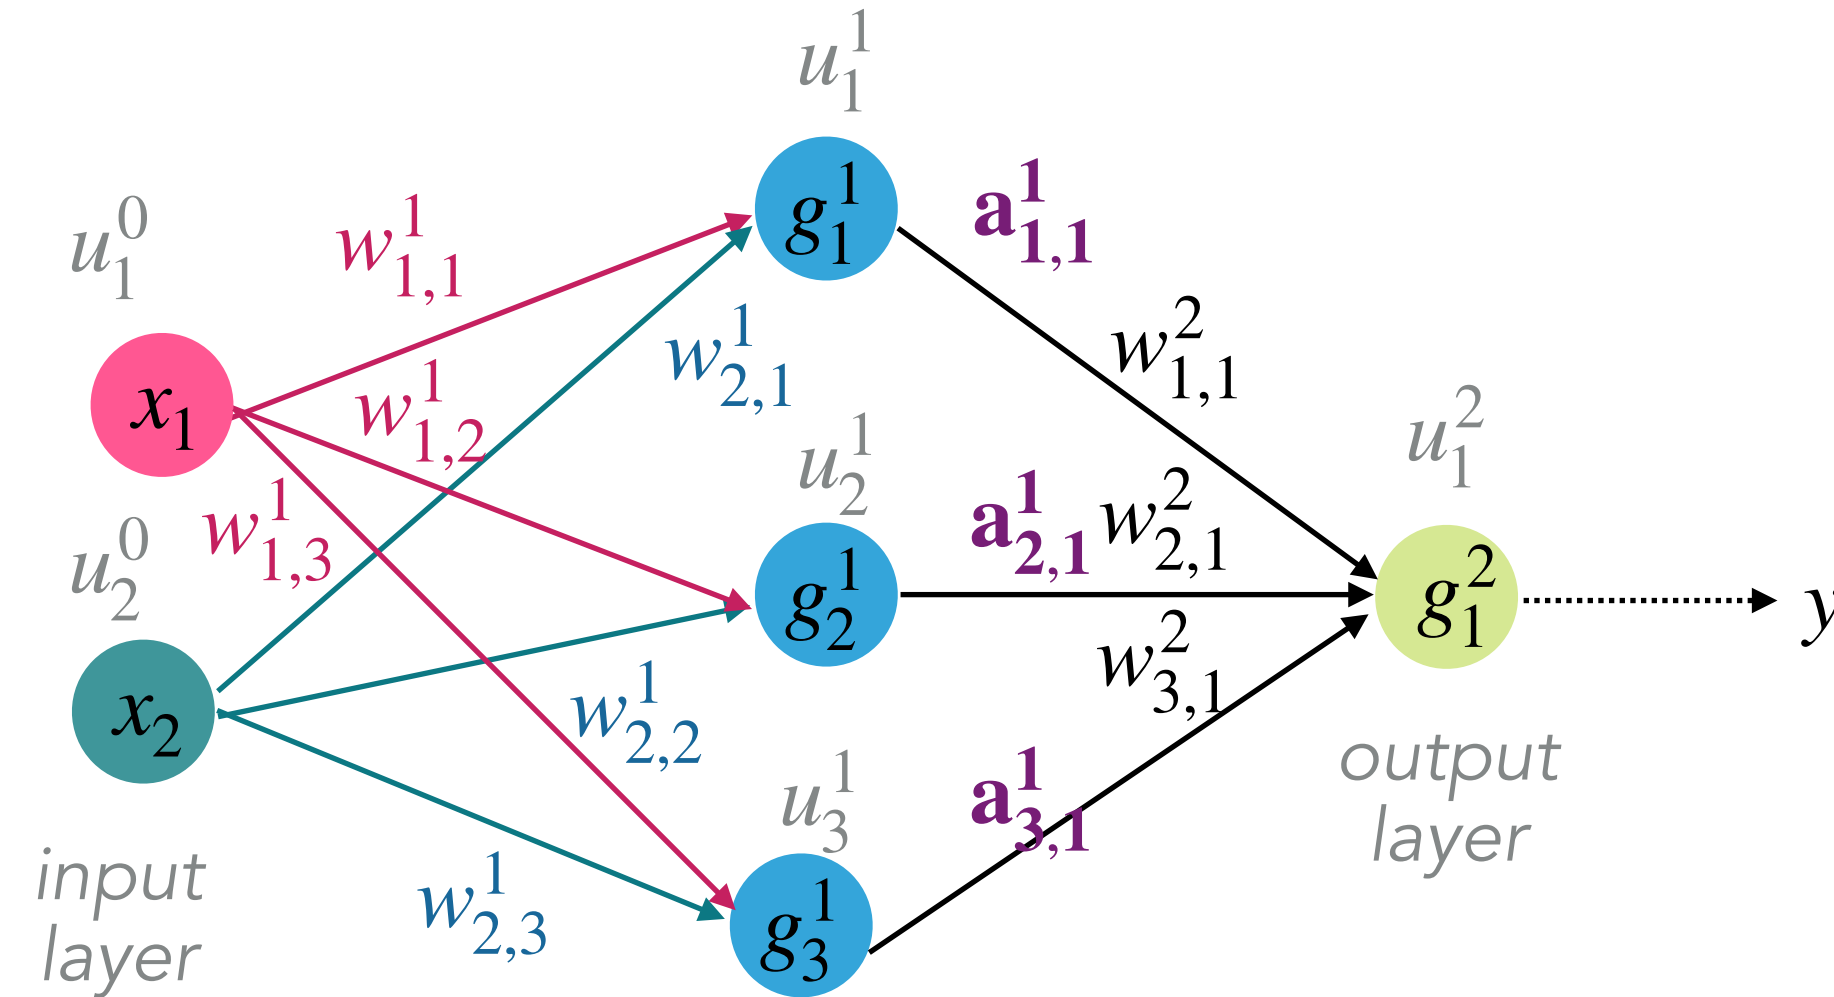 u_1^1
g_1^1
a_{1,1}^1
u_1^0
w_{1,1}^1
w_{2,1}^1
w_{1,1}^2
x_1
w_{1,2}^1
u_2^1
u_1^2
w_{1,3}^1
a_{2,1}^1
w_{2,1}^2
u_2^0
g_2^1
g_1^2
y
x_2
w_{2,2}^1
w_{3,1}^2
u_3^1
a_{3,1}^1
output
layer
input
layer
w_{2,3}^1
g_3^1